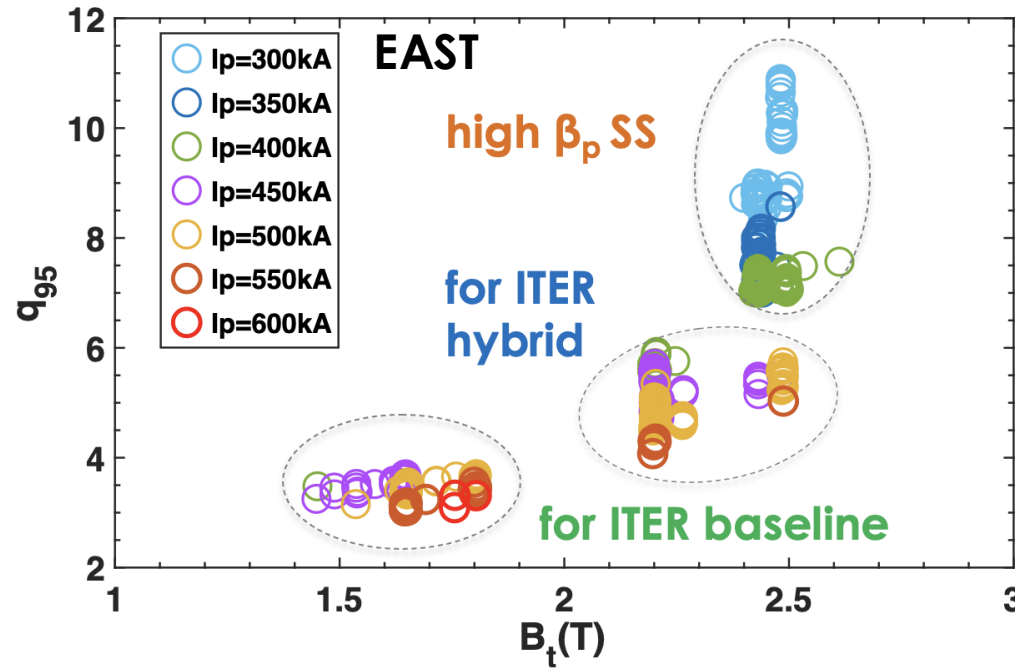 EAST
Ip=300kA
Ip=350kA
Ip=400kA
Ip=450kA
Ip=500kA
Ip=550kA
Ip=600kA
high βp SS
for ITER
hybrid
for ITER baseline
12
10
8
6
4
2
q95
1
1.5
2
2.5
3
Bt(T)